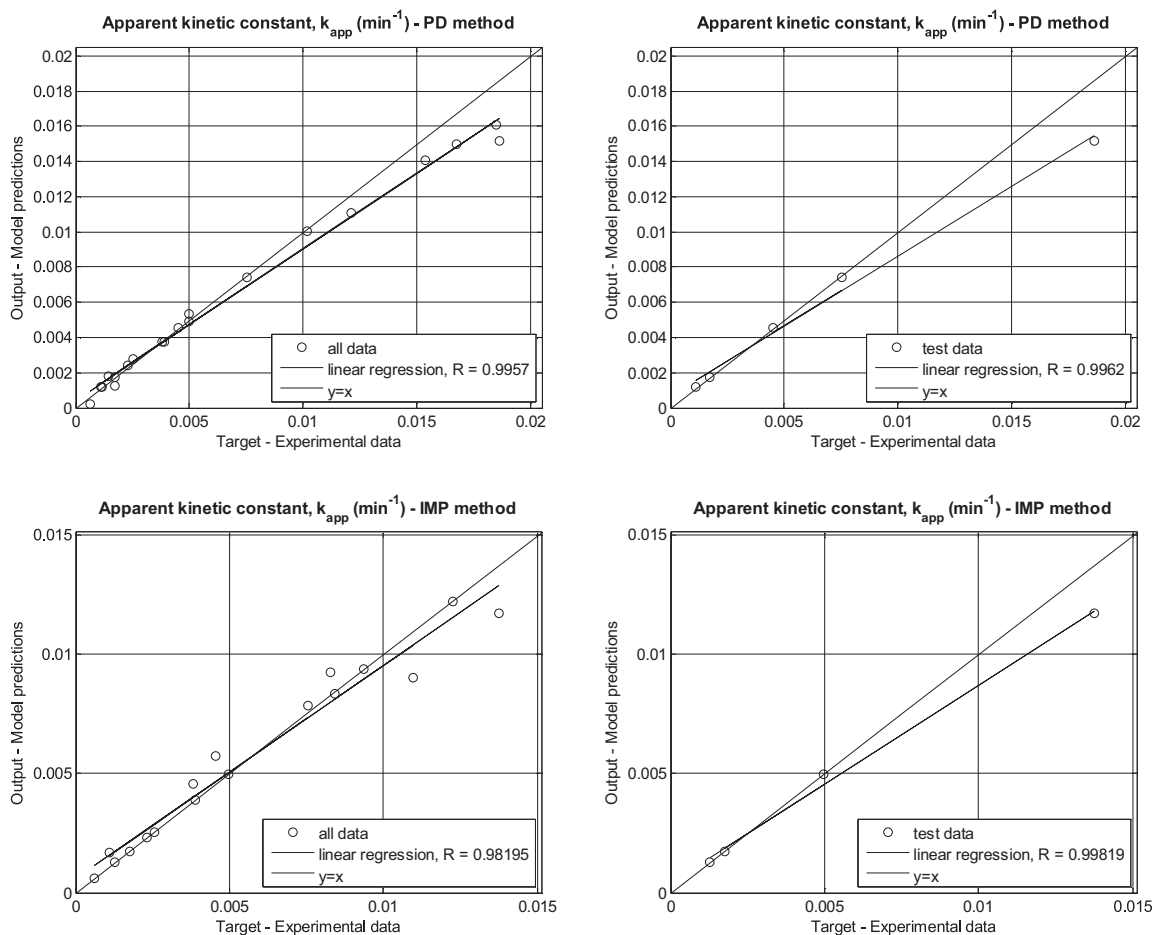 Apparent kinetic constant, k_app (min^-1) - PD method
0.02
0.018
0.016
0.014
0.012
0.01
0.008
0.006
0.004
0.002
0
Output - Model predictions
all data
linear regression, R = 0.9957
y=x
0 0.005 0.01 0.015 0.02
Target - Experimental data
Apparent kinetic constant, k_app (min^-1) - PD method
0.02
0.018
0.016
0.014
0.012
0.01
0.008
0.006
0.004
0.002
0
Output - Model predictions
test data
linear regression, R = 0.9962
y=x
0 0.005 0.01 0.015 0.02
Target - Experimental data
Apparent kinetic constant, k_app (min^-1) - IMP method
0.015
0.01
0.005
0
Output - Model predictions
all data
linear regression, R = 0.98195
y=x
0 0.005 0.01 0.015
Target - Experimental data
Apparent kinetic constant, k_app (min^-1) - IMP method
0.015
0.01
0.005
0
Output - Model predictions
test data
linear regression, R = 0.99819
y=x
0 0.005 0.01 0.015
Target - Experimental data